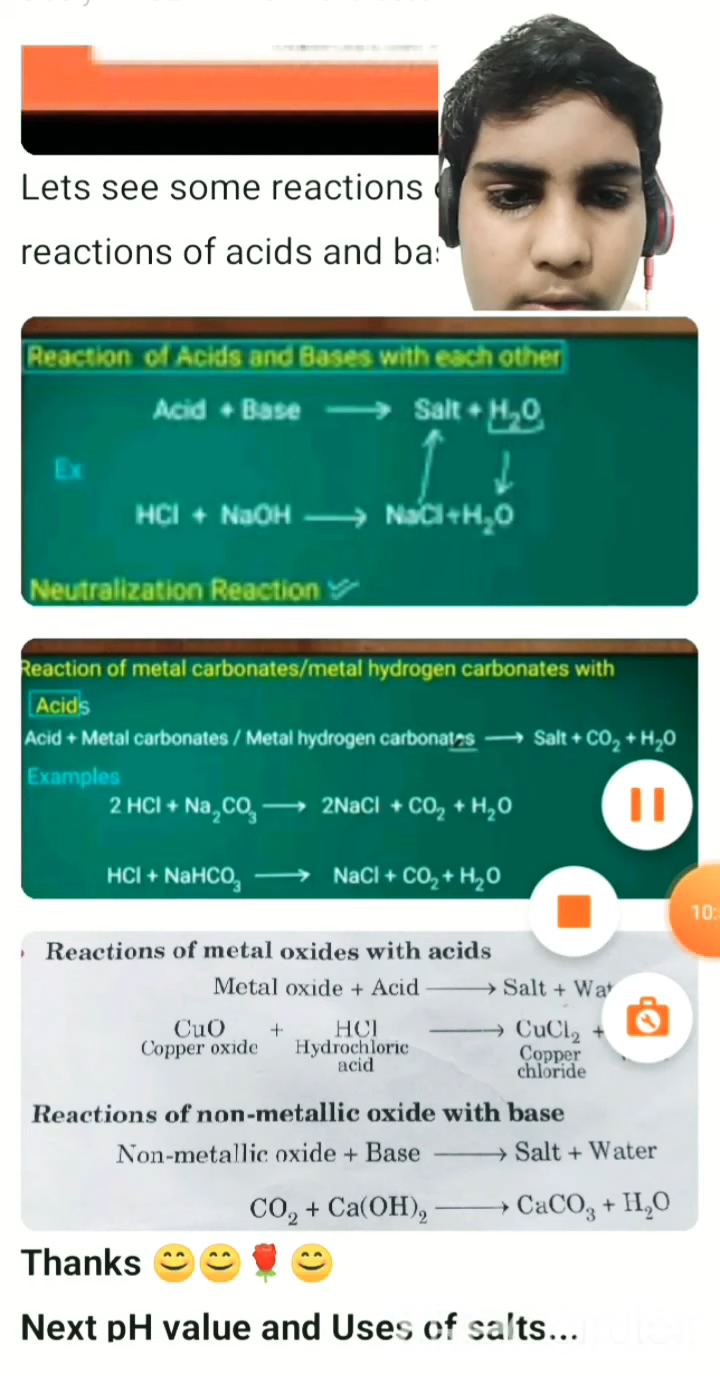 Lets see some reactions
reactions of acids and bas
Reaction of Acids and Bases with each other
Acid + Base ⟶ Salt + H₂O
Ex
HCl + NaOH ⟶ NaCl+H₂O
Neutralization Reaction
Reaction of metal carbonates/metal hydrogen carbonates with
Acids
Acid + Metal carbonates / Metal hydrogen carbonates ⟶ Salt + CO₂ + H₂O
Examples
2 HCl + Na₂CO₃ ⟶ 2NaCl + CO₂ + H₂O
HCl + NaHCO₃ ⟶ NaCl + CO₂ + H₂O
10:
Reactions of metal oxides with acids
Metal oxide + Acid ⟶ Salt + Wat
CuO + HCl ⟶ CuCl₂ +
Copper oxide Hydrochloric acid Copper chloride
Reactions of non-metallic oxide with base
Non-metallic oxide + Base ⟶ Salt + Water
CO₂ + Ca(OH)₂ ⟶ CaCO₃ + H₂O
Thanks 😊😊🌹😊
Next pH value and Uses of salts...